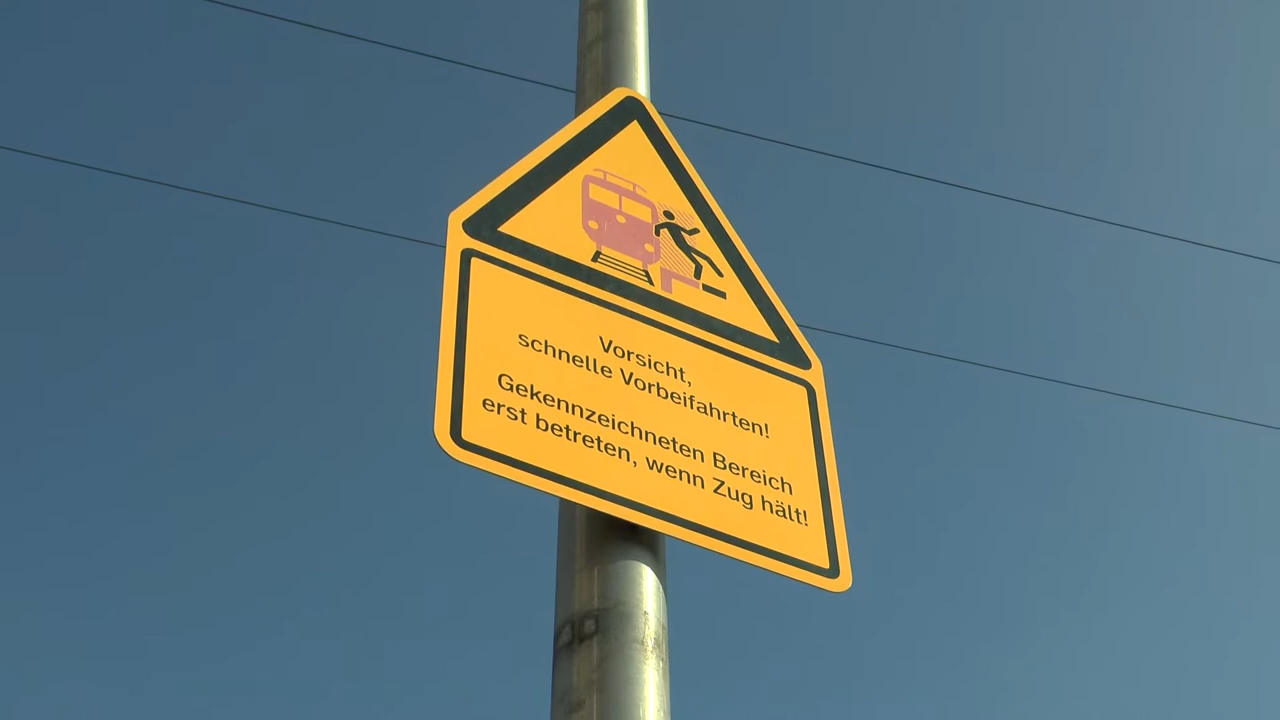 Vorsicht,
schnelle Vorbeifahrten!
Gekennzeichneten Bereich
erst betreten, wenn Zug hält!